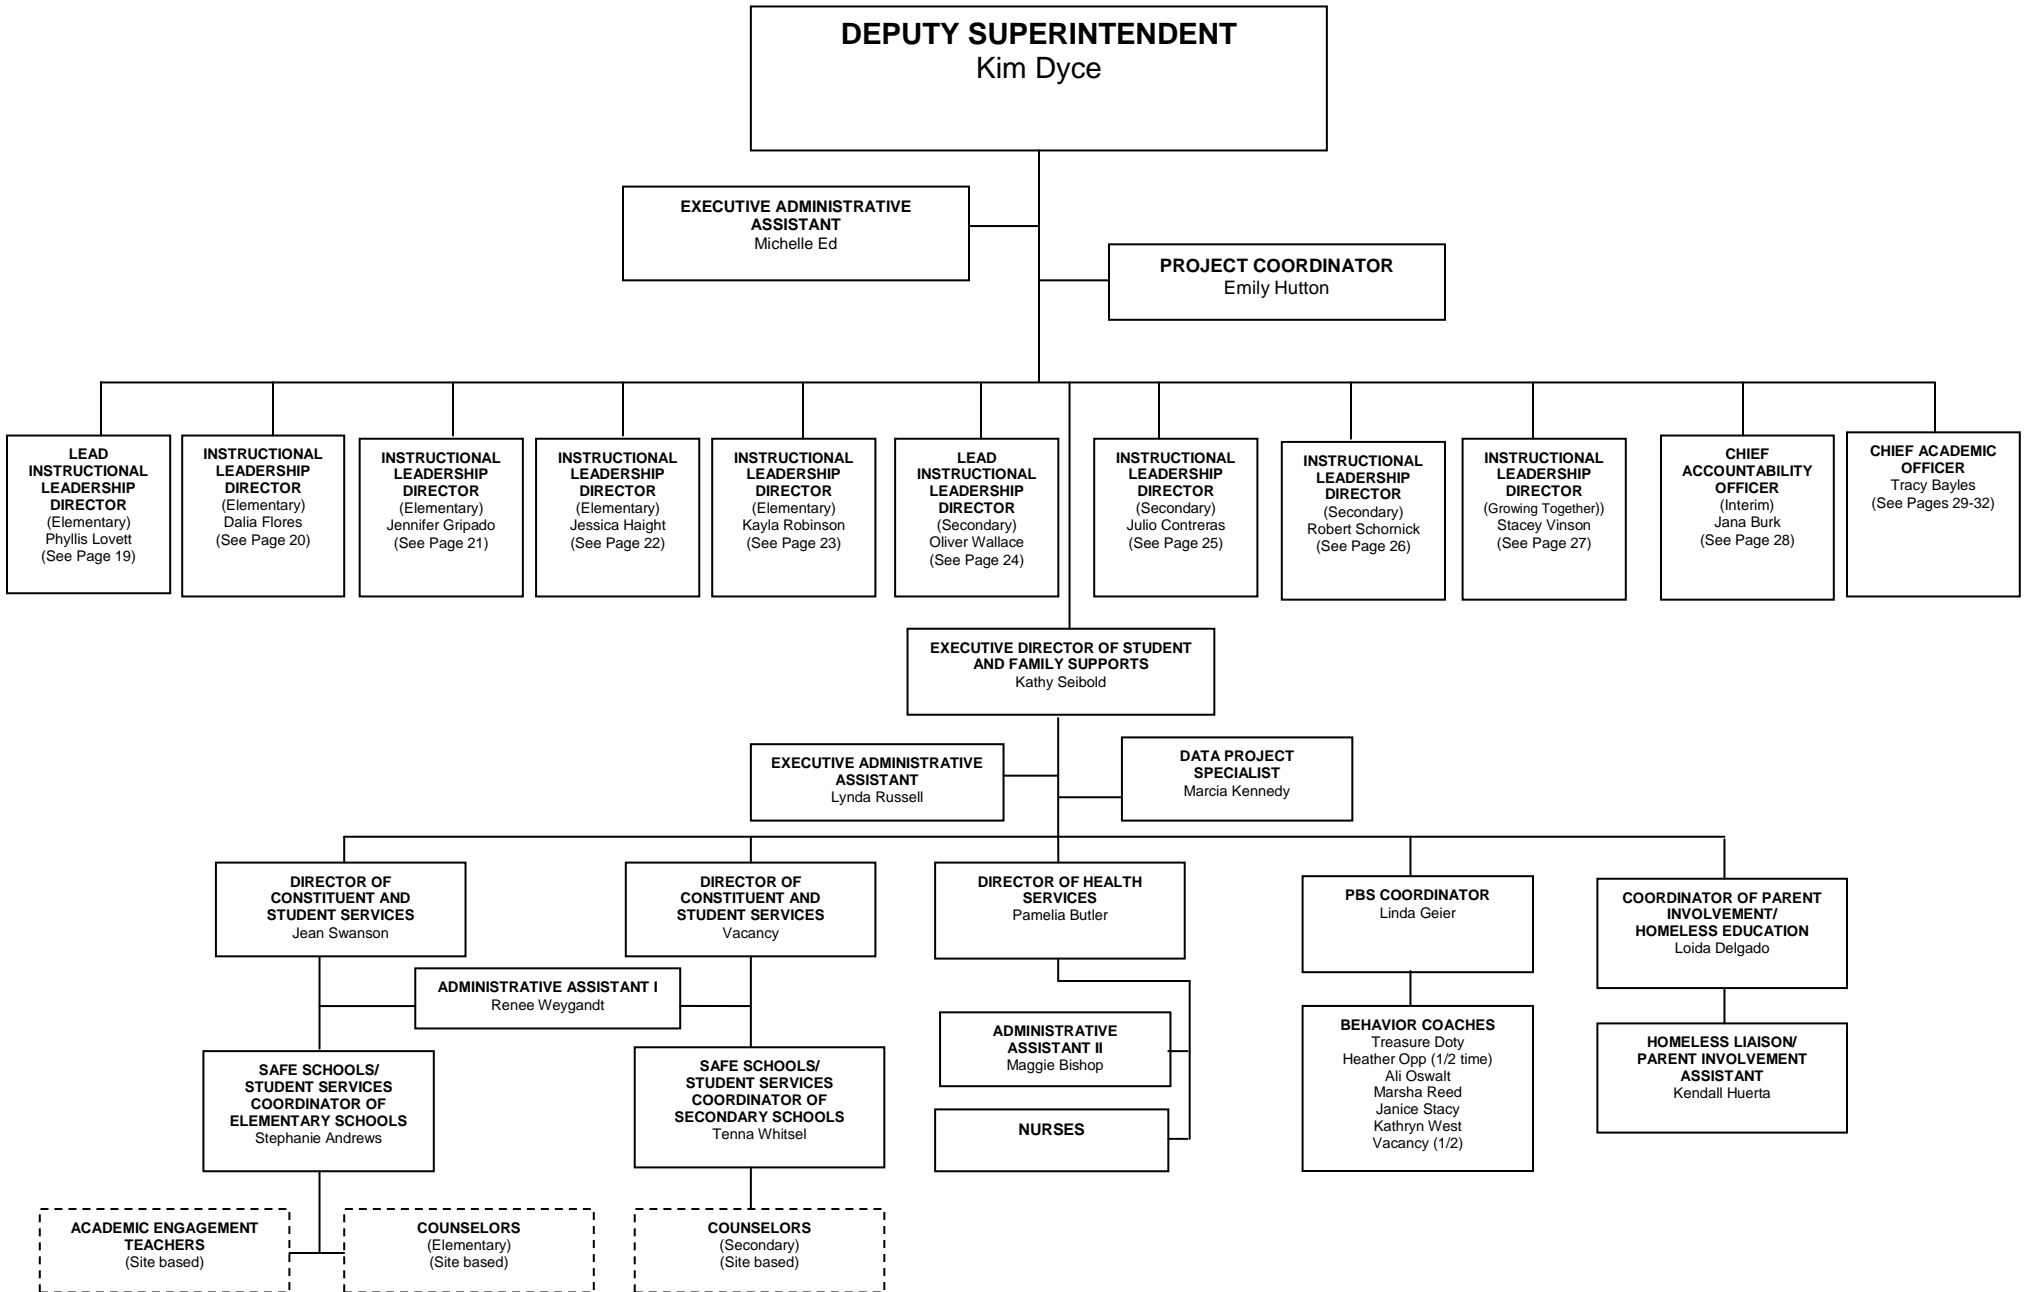 DEPUTY SUPERINTENDENT
Kim Dyce
EXECUTIVE ADMINISTRATIVE
ASSISTANT
Michelle Ed
PROJECT COORDINATOR
Emily Hutton
LEAD
INSTRUCTIONAL
LEADERSHIP
DIRECTOR
(Elementary)
Phyllis Lovett
(See Page 19)
INSTRUCTIONAL
LEADERSHIP
DIRECTOR
(Elementary)
Dalia Flores
(See Page 20)
INSTRUCTIONAL
LEADERSHIP
DIRECTOR
(Elementary)
Jennifer Gripado
(See Page 21)
INSTRUCTIONAL
LEADERSHIP
DIRECTOR
(Elementary)
Jessica Haight
(See Page 22)
INSTRUCTIONAL
LEADERSHIP
DIRECTOR
(Elementary)
Kayla Robinson
(See Page 23)
LEAD
INSTRUCTIONAL
LEADERSHIP
DIRECTOR
(Secondary)
Oliver Wallace
(See Page 24)
INSTRUCTIONAL
LEADERSHIP
DIRECTOR
(Secondary)
Julio Contreras
(See Page 25)
INSTRUCTIONAL
LEADERSHIP
DIRECTOR
(Secondary)
Robert Schornick
(See Page 26)
INSTRUCTIONAL
LEADERSHIP
DIRECTOR
(Growing Together))
Stacey Vinson
(See Page 27)
CHIEF
ACCOUNTABILITY
OFFICER
(Interim)
Jana Burk
(See Page 28)
CHIEF ACADEMIC
OFFICER
Tracy Bayles
(See Pages 29-32)
EXECUTIVE DIRECTOR OF STUDENT
AND FAMILY SUPPORTS
Kathy Seibold
EXECUTIVE ADMINISTRATIVE
ASSISTANT
Lynda Russell
DATA PROJECT
SPECIALIST
Marcia Kennedy
DIRECTOR OF
CONSTITUENT AND
STUDENT SERVICES
Jean Swanson
DIRECTOR OF
CONSTITUENT AND
STUDENT SERVICES
Vacancy
DIRECTOR OF HEALTH
SERVICES
Pamelia Butler
PBS COORDINATOR
Linda Geier
COORDINATOR OF PARENT
INVOLVEMENT/
HOMELESS EDUCATION
Loida Delgado
ADMINISTRATIVE ASSISTANT I
Renee Weygandt
SAFE SCHOOLS/
STUDENT SERVICES
COORDINATOR OF
ELEMENTARY SCHOOLS
Stephanie Andrews
SAFE SCHOOLS/
STUDENT SERVICES
COORDINATOR OF
SECONDARY SCHOOLS
Tenna Whitsel
ADMINISTRATIVE
ASSISTANT II
Maggie Bishop
NURSES
BEHAVIOR COACHES
Treasure Doty
Heather Opp (1/2 time)
Ali Oswalt
Marsha Reed
Janice Stacy
Kathryn West
Vacancy (1/2)
HOMELESS LIAISON/
PARENT INVOLVEMENT
ASSISTANT
Kendall Huerta
ACADEMIC ENGAGEMENT
TEACHERS
(Site based)
COUNSELORS
(Elementary)
(Site based)
COUNSELORS
(Secondary)
(Site based)